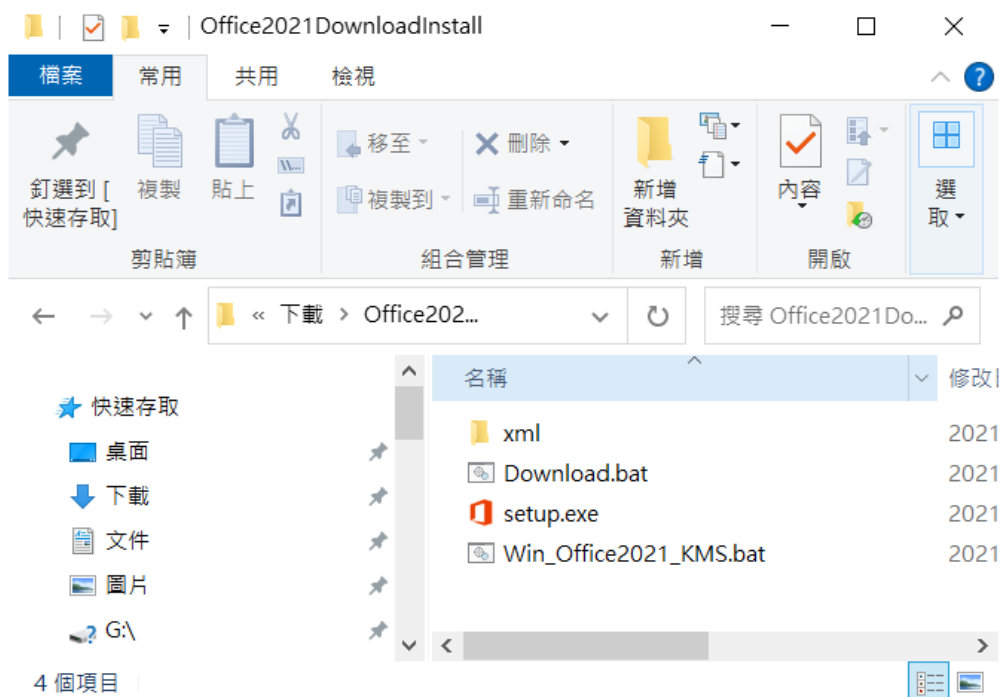 Office2021DownloadInstall
檔案 常用 共用 檢視
釘選到 [
快速存取]
複製
貼上
移至
複製到
刪除
重新命名
新增
資料夾
內容
選
取
剪貼簿 組合管理 新增 開啟
« 下載 › Office202... 搜尋 Office2021Do...
名稱 修改日
快速存取
桌面
下載
文件
圖片
G:\
xml 2021
Download.bat 2021
setup.exe 2021
Win_Office2021_KMS.bat 2021
4 個項目